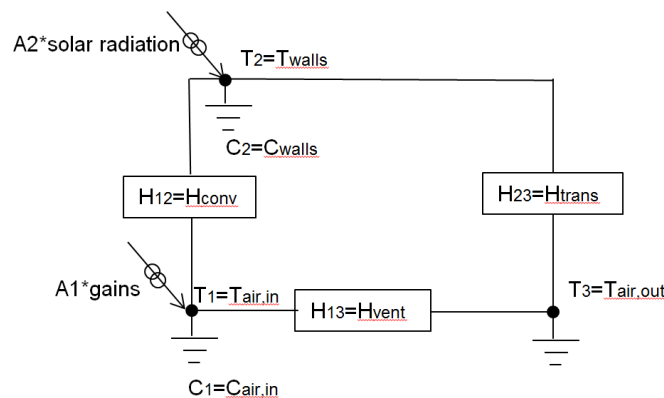 A2*solar radiation
T2=Twalls
C2=Cwalls
H12=Hconv
H23=Htrans
A1*gains
T1=Tair,in
H13=Hvent
T3=Tair,out
C1=Cair,in